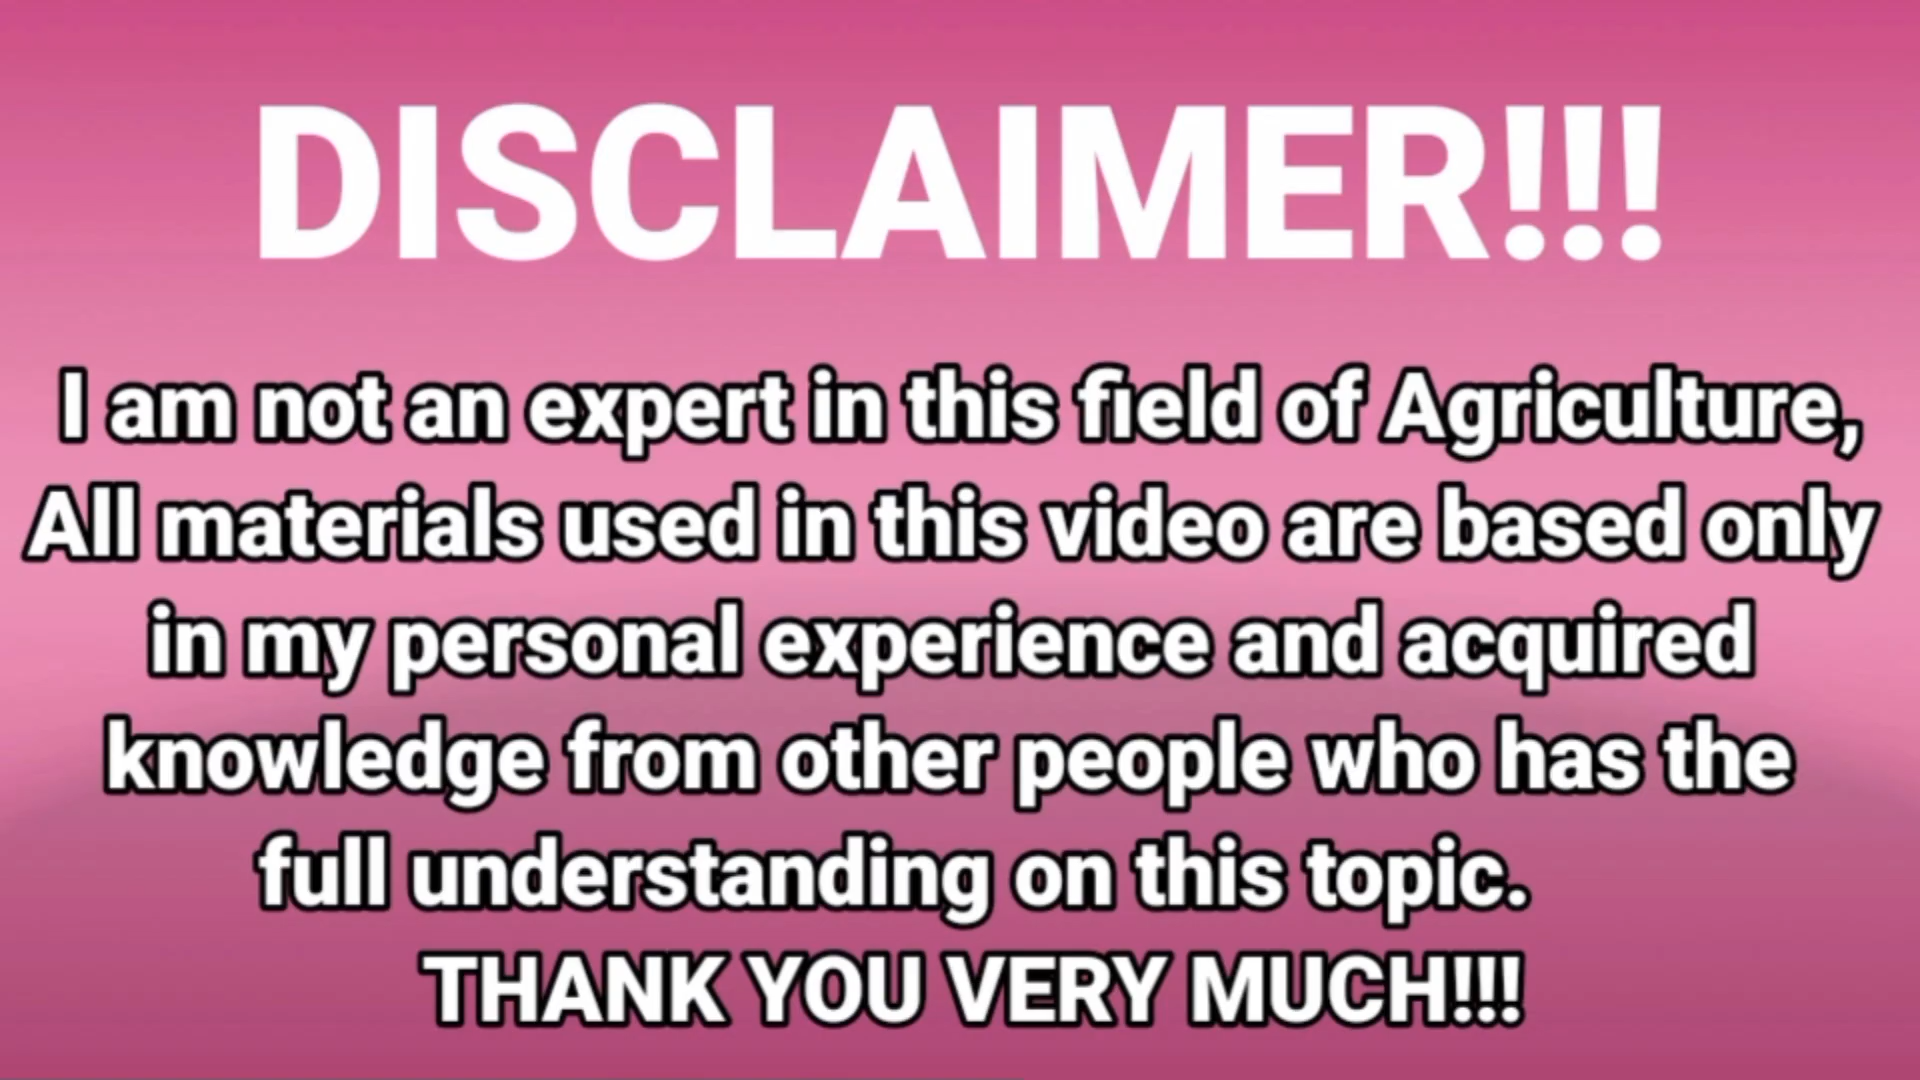 DISCLAIMER!!!
I am not an expert in this field of Agriculture,
All materials used in this video are based only
in my personal experience and acquired
knowledge from other people who has the
full understanding on this topic.
THANK YOU VERY MUCH!!!